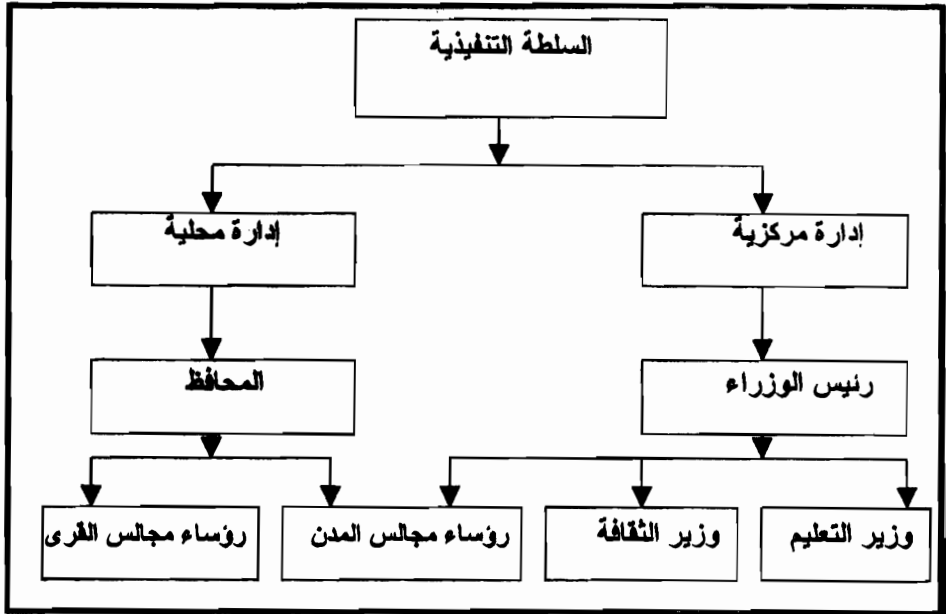 السلطة التنفيذية
إدارة مركزية
إدارة محلية
رئيس الوزراء
المحافظ
وزير التعليم
وزير الثقافة
رؤساء مجالس المدن
رؤساء مجالس القرى